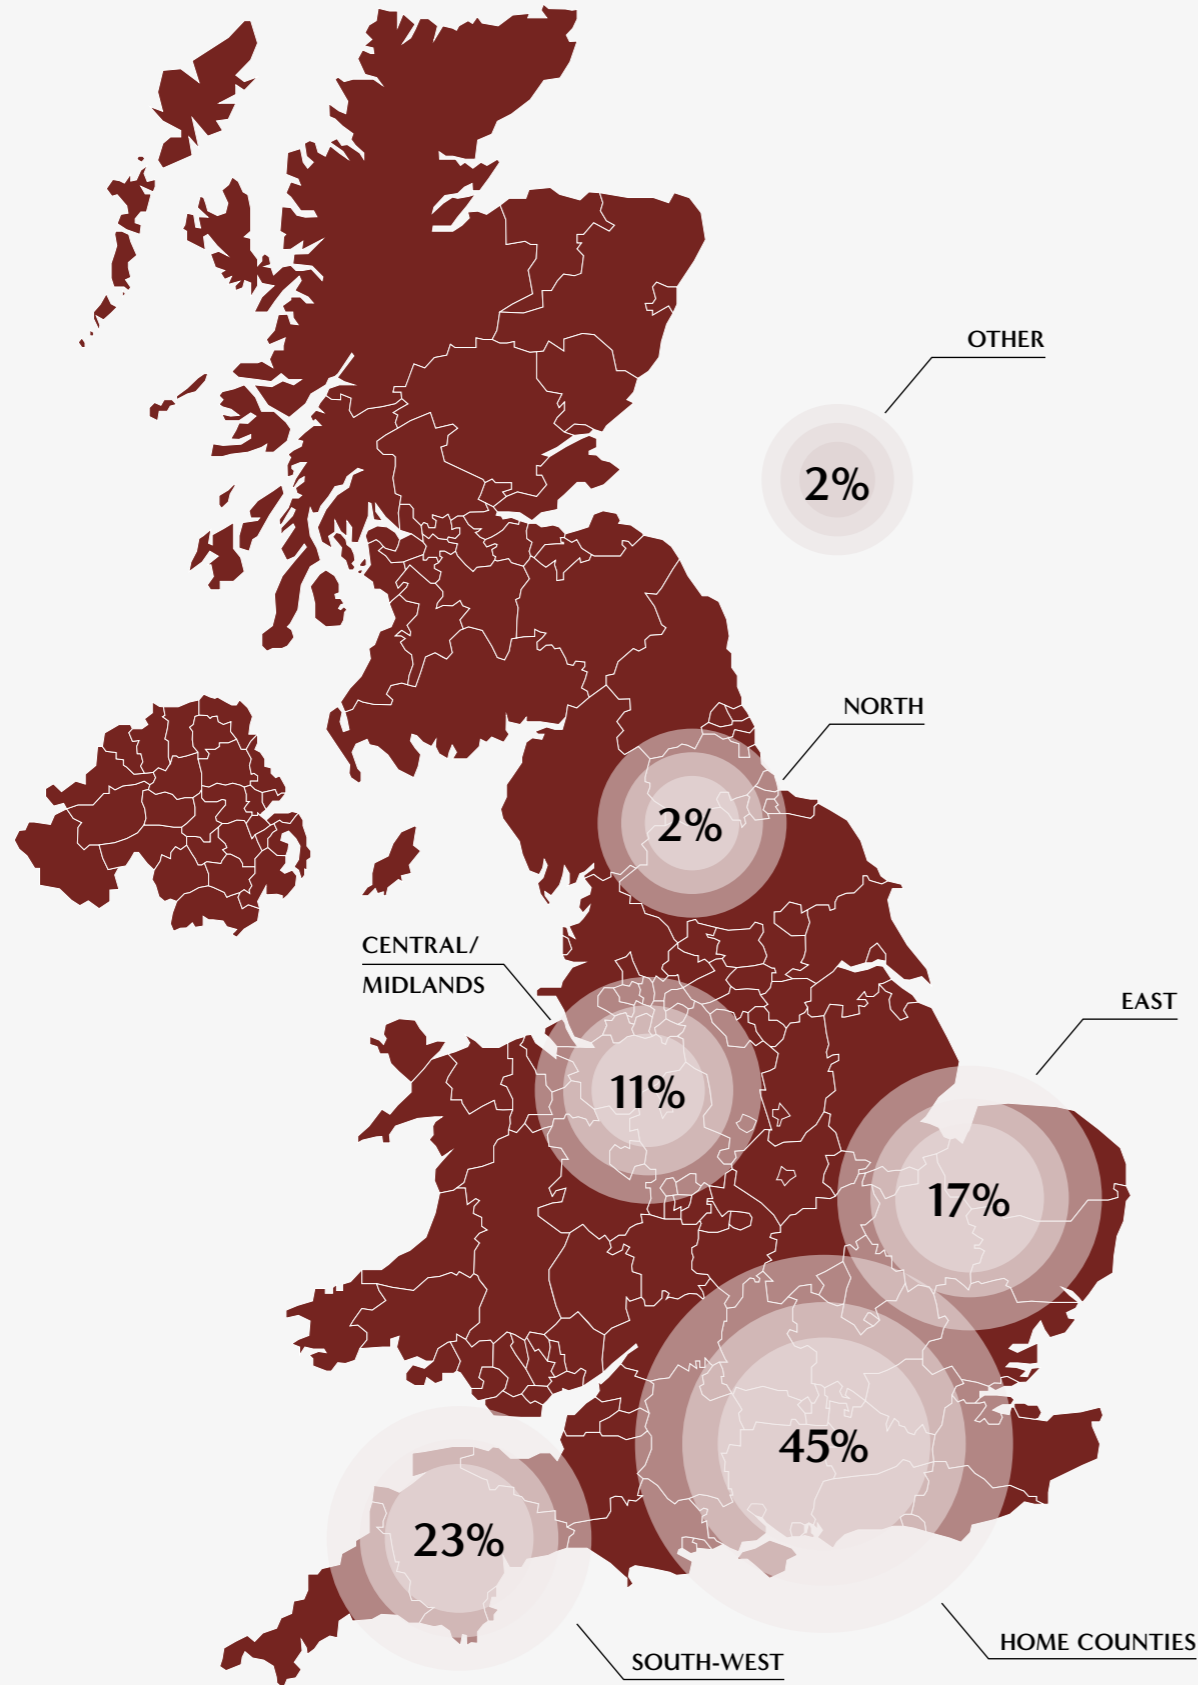 OTHER
2%
NORTH
2%
CENTRAL/
MIDLANDS
11%
EAST
17%
45%
23%
HOME COUNTIES
SOUTH-WEST